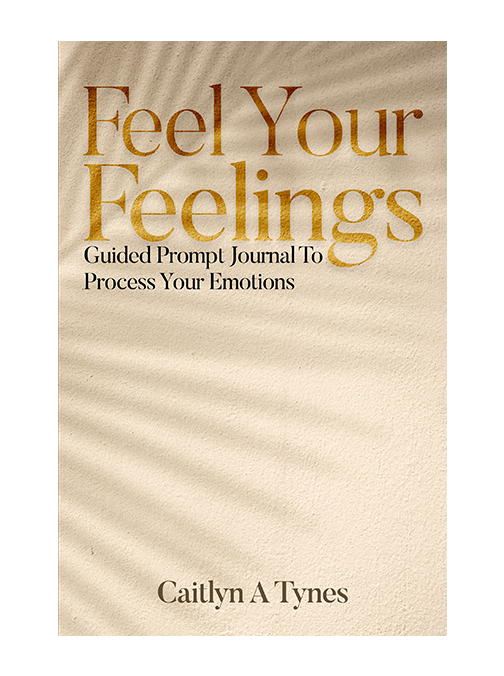 Feel Your
Feelings
Guided Prompt Journal To
Process Your Emotions
Caitlyn A Tynes